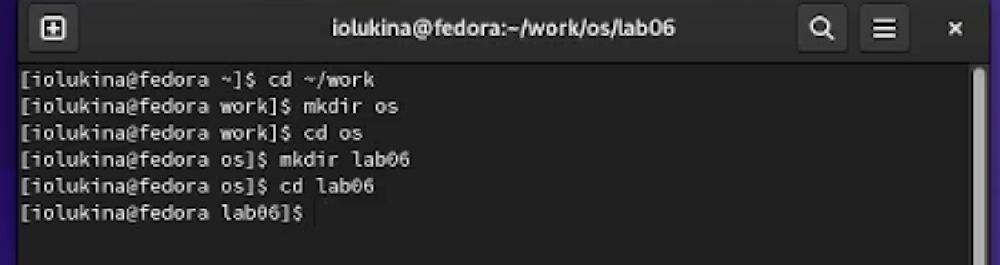 iolukina@fedora:~/work/os/lab06
[iolukina@fedora ~]$ cd ~/work
[iolukina@fedora work]$ mkdir os
[iolukina@fedora work]$ cd os
[iolukina@fedora os]$ mkdir lab06
[iolukina@fedora os]$ cd lab06
[iolukina@fedora lab06]$